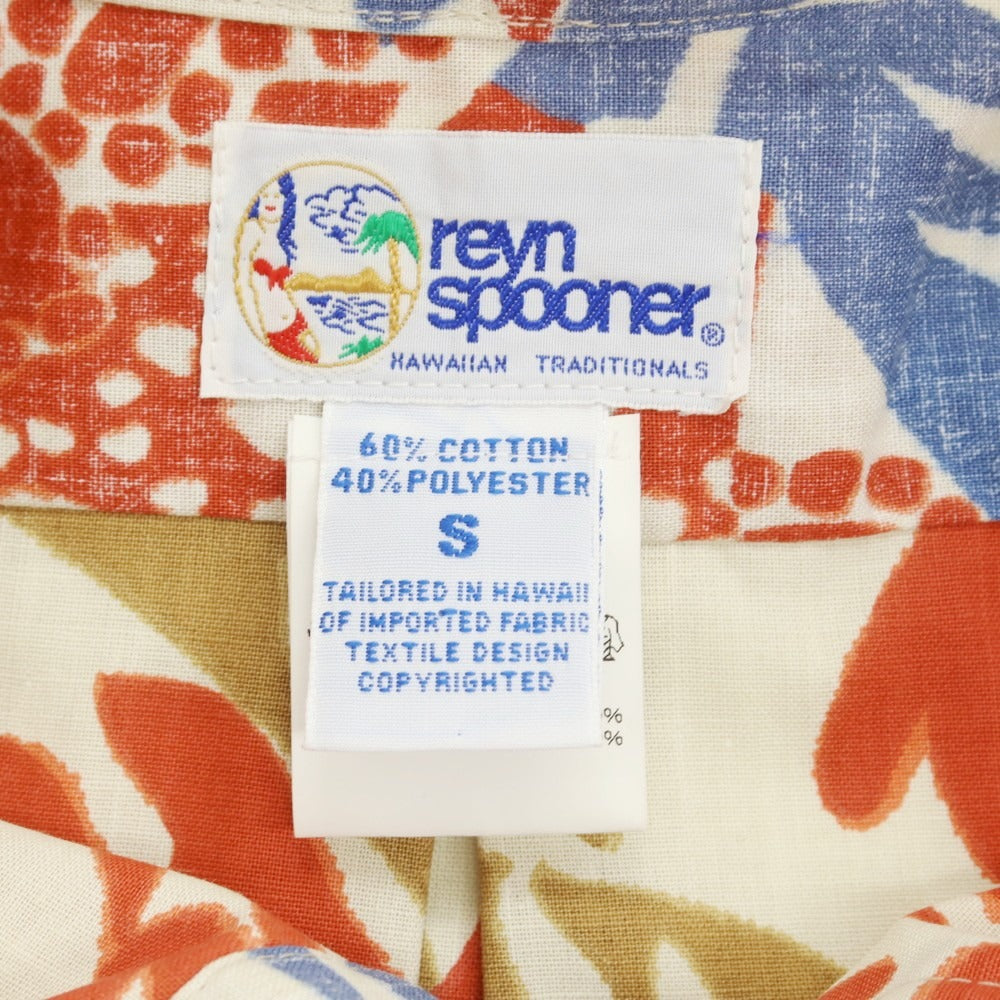 reyn
spooner®
HAWAIIAN TRADITIONALS
60% COTTON
40% POLYESTER
S
TAILORED IN HAWAII
OF IMPORTED FABRIC
TEXTILE DESIGN
COPYRIGHTED
%
%